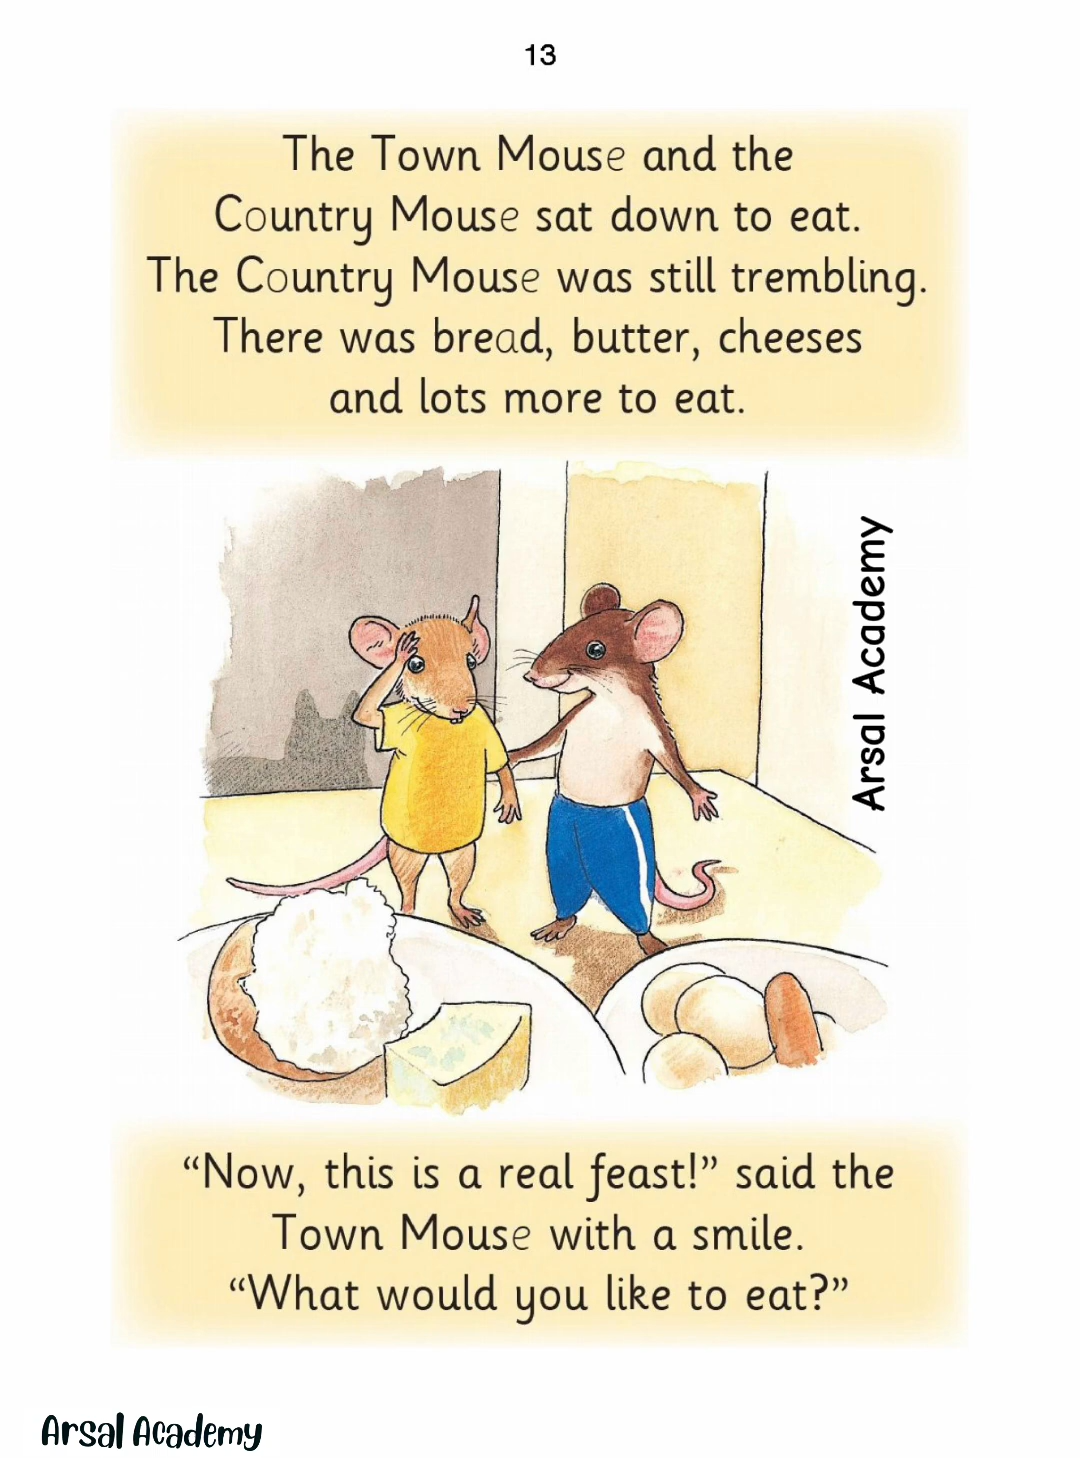 13
The Town Mouse and the
Country Mouse sat down to eat.
The Country Mouse was still trembling.
There was bread, butter, cheeses
and lots more to eat.
Arsal Academy
“Now, this is a real feast!” said the
Town Mouse with a smile.
“What would you like to eat?”
Arsal Academy